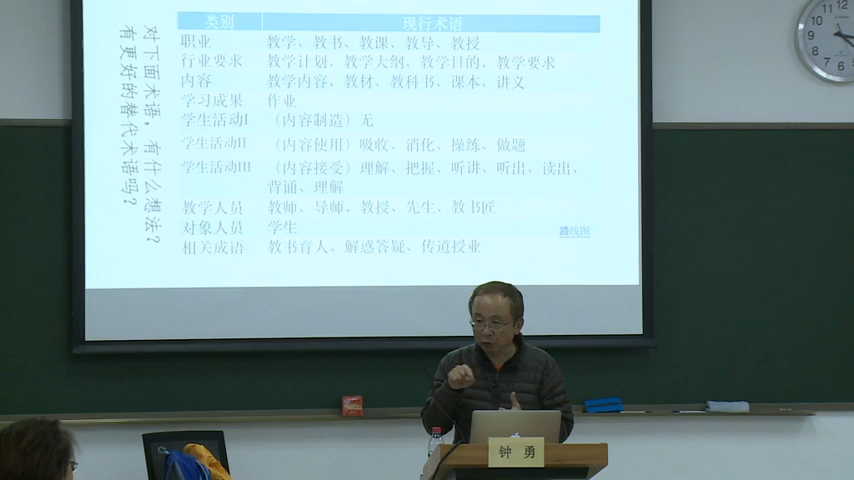 对下面术语，有什么想法？
有更好的替代术语吗？
类别 现行术语
职业 教学、教书、教课、教导、教授
行业要求 教学计划、教学大纲、教学目的、教学要求
内容 教学内容、教材、教科书、课本、讲义
学习成果 作业
学生活动I （内容制造）无
学生活动II （内容使用）吸收、消化、操练、做题
学生活动III （内容接受）理解、把握、听讲、听出、读出、
背诵、理解
教学人员 教师、导师、教授、先生、教书匠
对象人员 学生
路线图
相关成语 教书育人、解惑答疑、传道授业
钟 勇
12